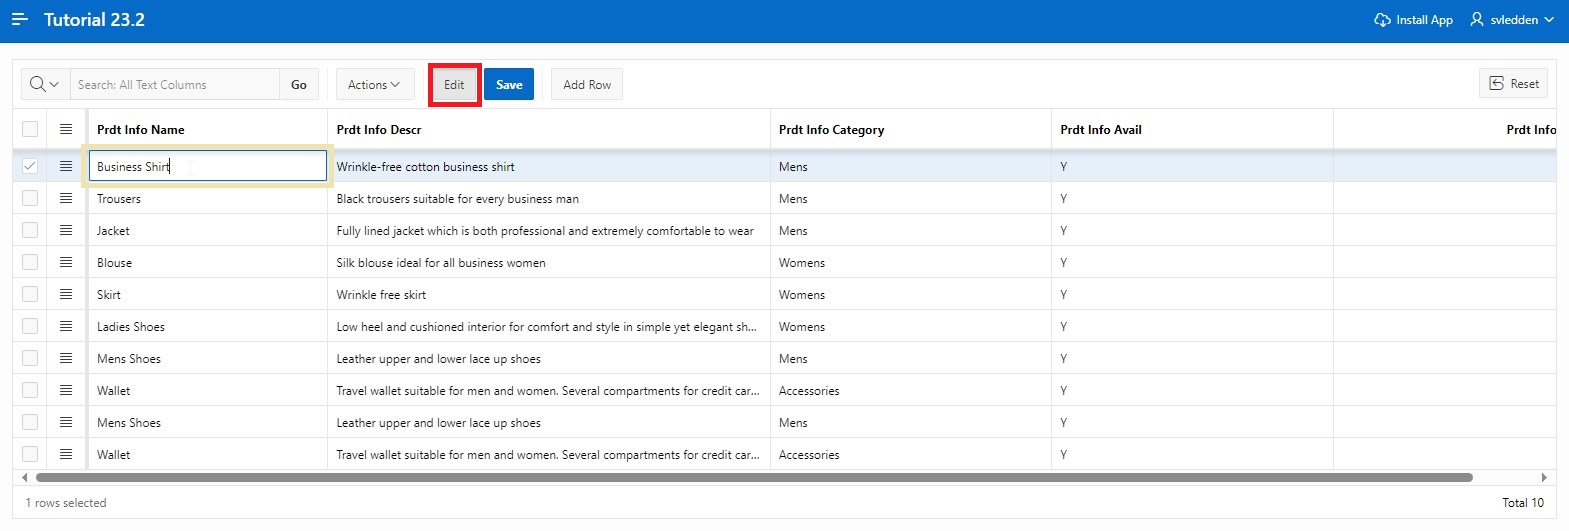 Tutorial 23.2
Install App
svledden
Search: All Text Columns
Go
Actions
Edit
Save
Add Row
Reset
Prdt Info Name Prdt Info Descr Prdt Info Category Prdt Info Avail Prdt Info
Business Shirt Wrinkle-free cotton business shirt Mens Y
Trousers Black trousers suitable for every business man Mens Y
Jacket Fully lined jacket which is both professional and extremely comfortable to wear Mens Y
Blouse Silk blouse ideal for all business women Womens Y
Skirt Wrinkle free skirt Womens Y
Ladies Shoes Low heel and cushioned interior for comfort and style in simple yet elegant sh... Womens Y
Mens Shoes Leather upper and lower lace up shoes Mens Y
Wallet Travel wallet suitable for men and women. Several compartments for credit car... Accessories Y
Mens Shoes Leather upper and lower lace up shoes Mens Y
Wallet Travel wallet suitable for men and women. Several compartments for credit car... Accessories Y
1 rows selected
Total 10